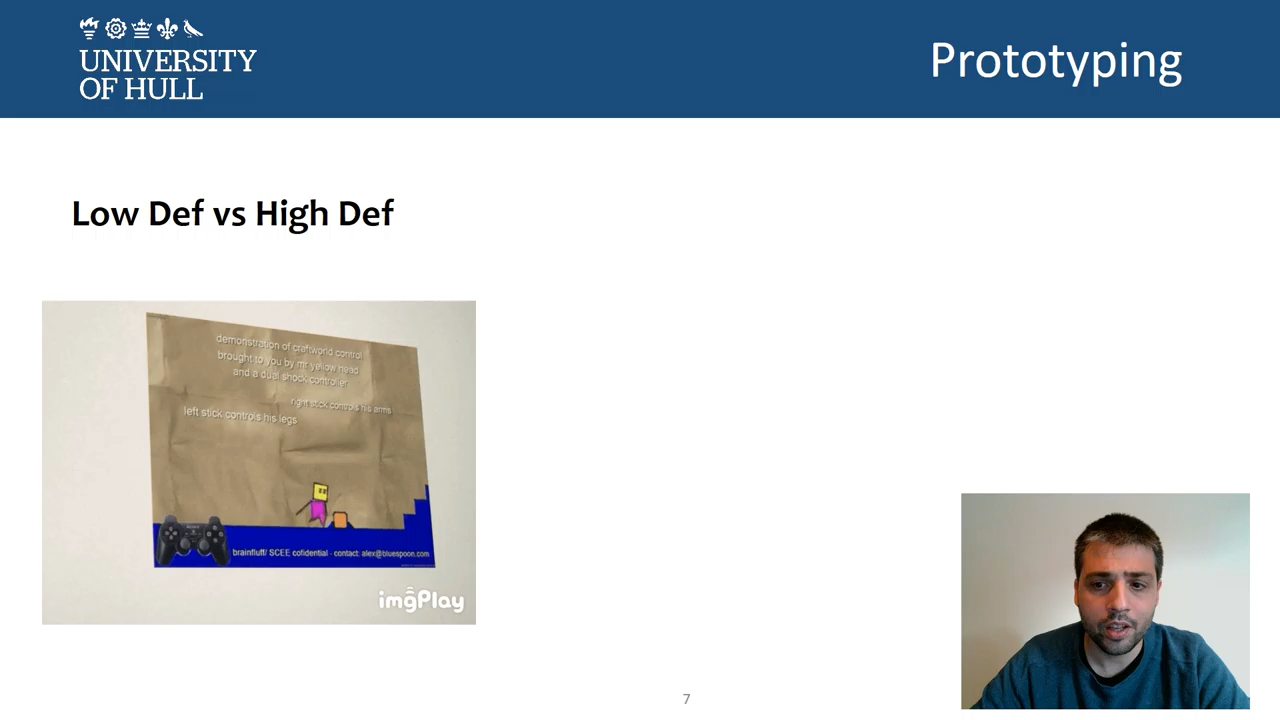 UNIVERSITY
OF HULL
Prototyping
Low Def vs High Def
demonstration of craftworld control
brought to you by mr yellow head
and a dual shock controller
right stick controls his arms
left stick controls his legs
brainfluff/ SCEE cofidential - contact: alex@bluespoon.com
imgPlay
7